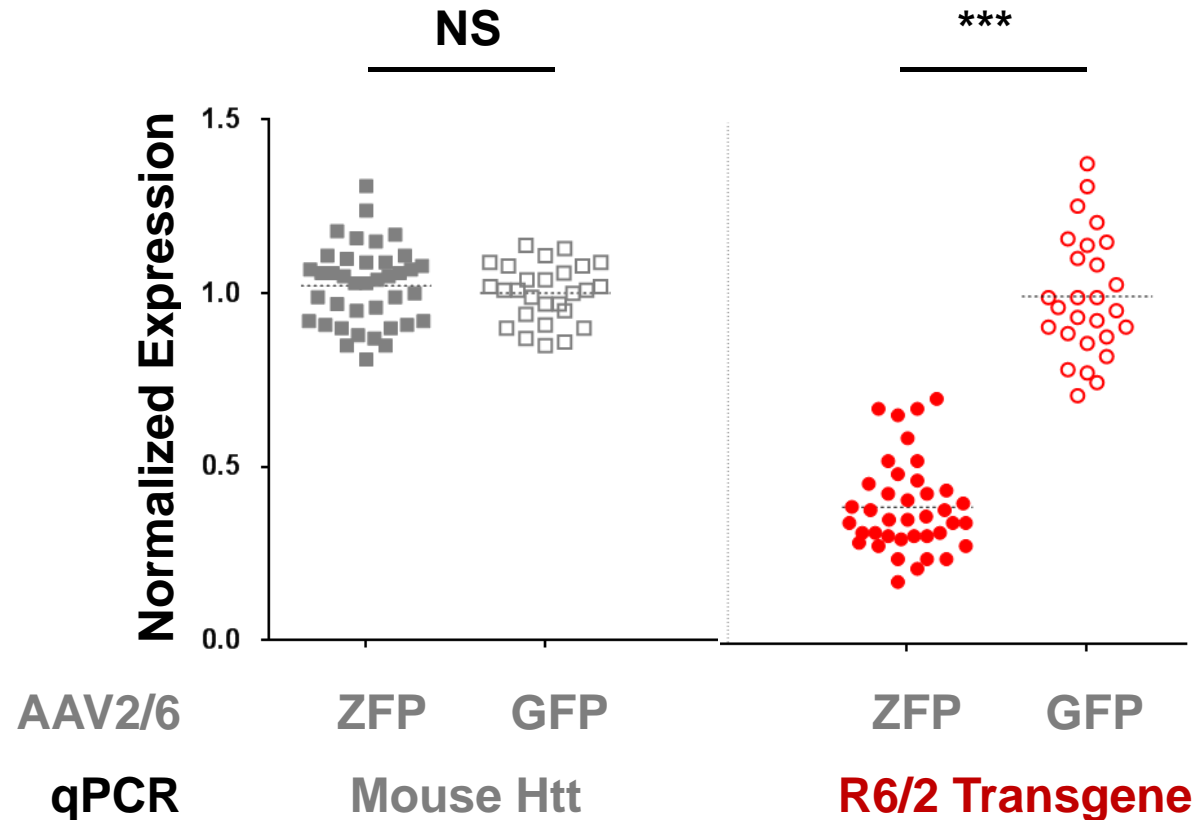 NS
***
Normalized Expression
1.5
1.0
0.5
0.0
AAV2/6 ZFP GFP ZFP GFP
qPCR Mouse Htt R6/2 Transgene